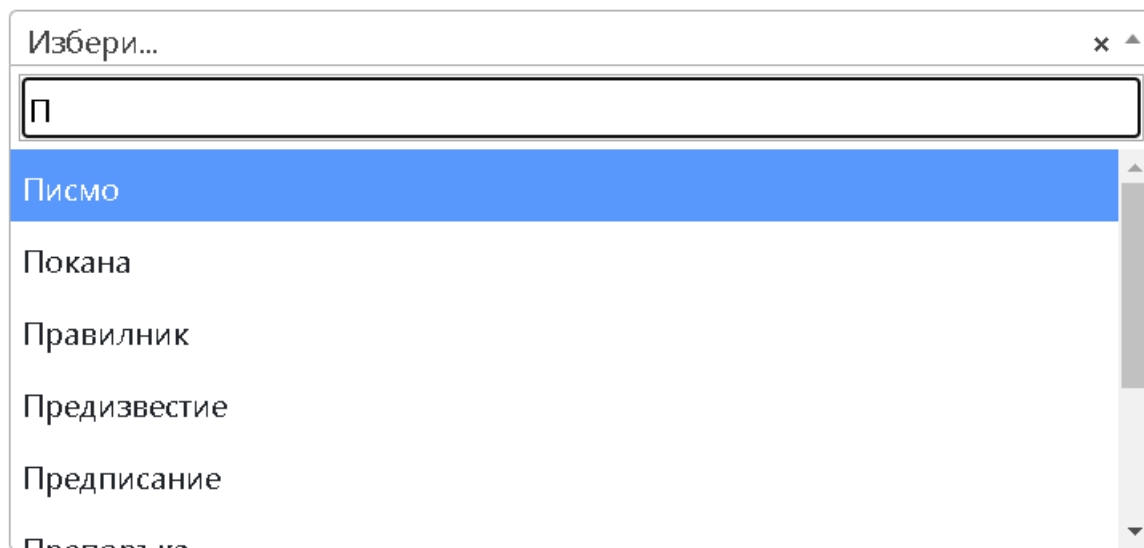 Избери...
П
Писмо
Покана
Правилник
Предизвестие
Предписание